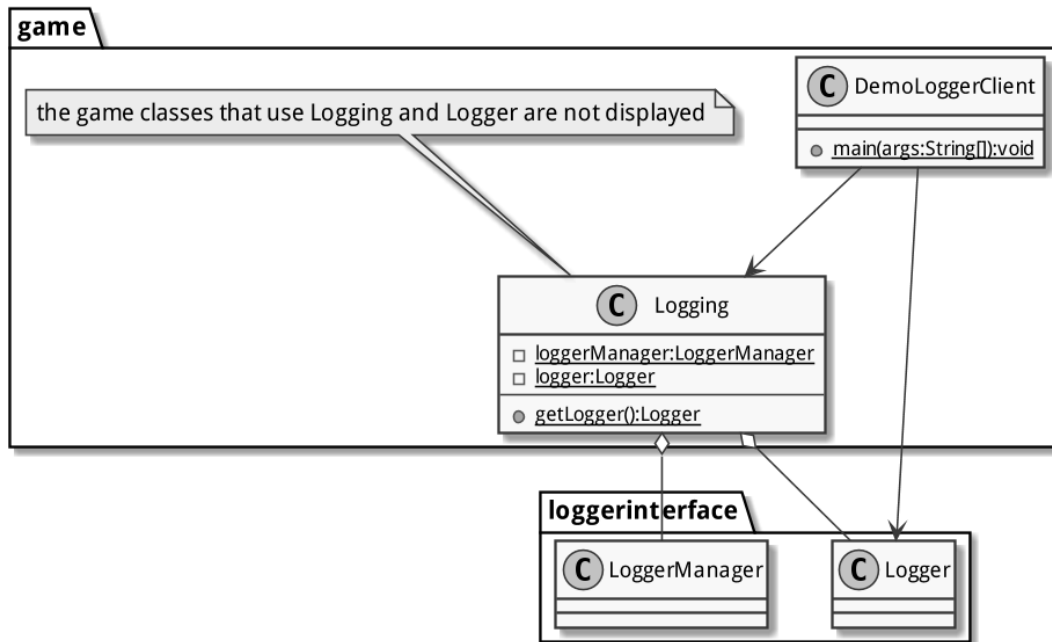 game
C DemoLoggerClient
main(args:String[]):void
the game classes that use Logging and Logger are not displayed
C Logging
loggerManager:LoggerManager
logger:Logger
getLogger():Logger
loggerinterface
C LoggerManager
C Logger